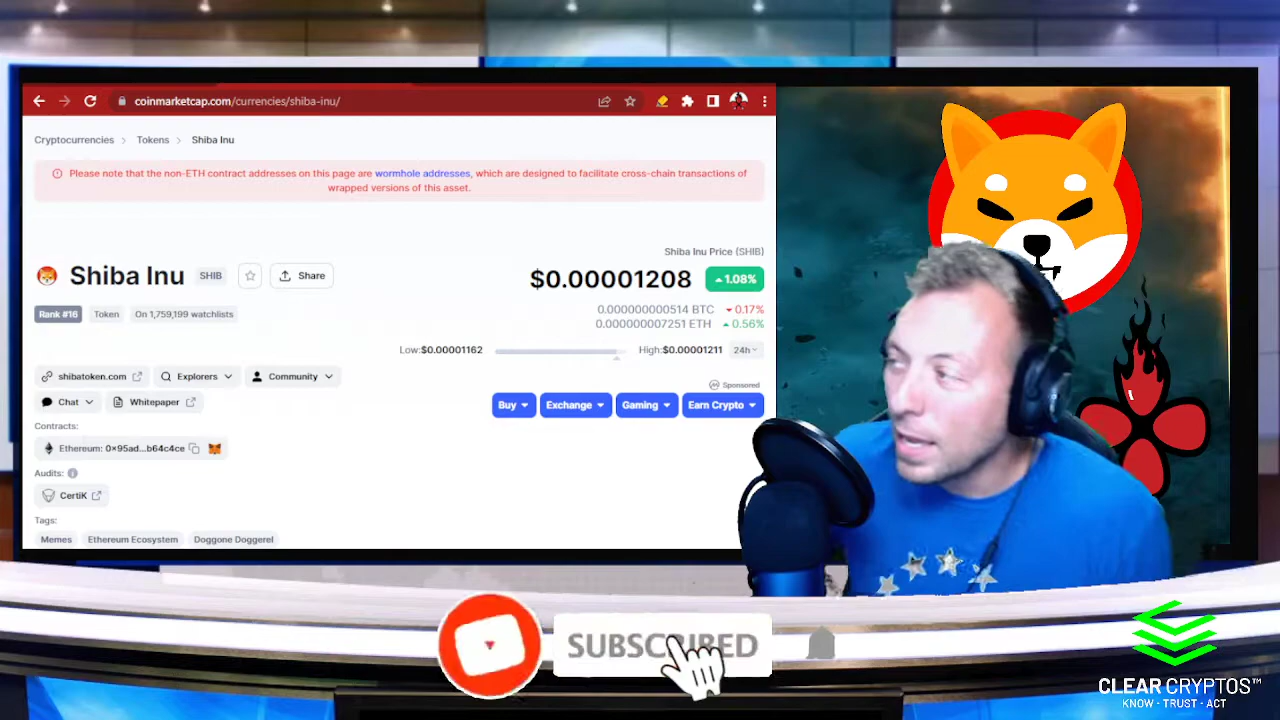 coinmarketcap.com/currencies/shiba-inu/
Cryptocurrencies > Tokens > Shiba Inu
Please note that the non-ETH contract addresses on this page are wormhole addresses, which are designed to facilitate cross-chain transactions of
wrapped versions of this asset.
Shiba Inu Price (SHIB)
Shiba Inu SHIB Share
$0.00001208 1.08%
Rank #16 Token On 1,759,199 watchlists
0.000000000514 BTC 0.17%
0.000000007251 ETH 0.56%
Low:$0.00001162 High:$0.00001211 24h
shibatoken.com Explorers Community
Sponsored
Chat Whitepaper
Buy Exchange Gaming Earn Crypto
Contracts:
Ethereum: 0x95ad...b64c4ce
Audits:
CertiK
Tags:
Memes Ethereum Ecosystem Doggone Doggerel
SUBSCRIBED
CLEAR CRYPTOS™
KNOW - TRUST - ACT